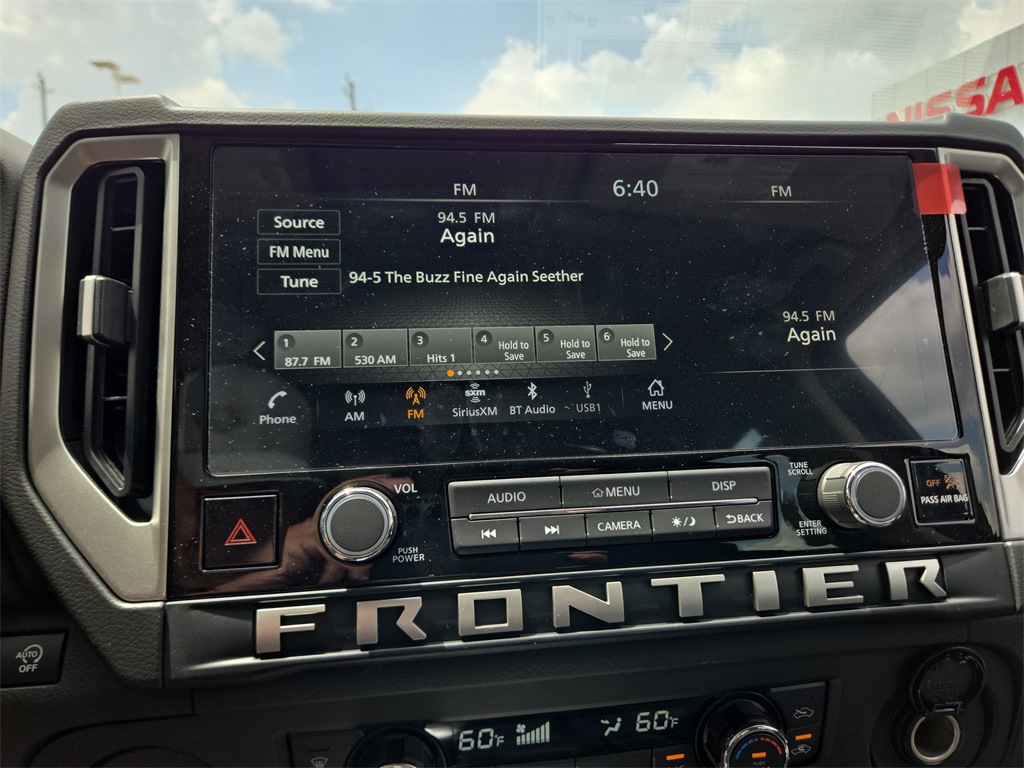 NISSAN
FM 6:40 FM
94.5 FM
Again
Source
FM Menu
Tune 94-5 The Buzz Fine Again Seether
94.5 FM
Again
1 87.7 FM
2 530 AM
3 Hits 1
4 Hold to Save
5 Hold to Save
6 Hold to Save
Phone AM FM SiriusXM BT Audio USB1 MENU
sxm
VOL
PUSH
POWER
AUDIO MENU DISP
CAMERA BACK
TUNE
SCROLL
ENTER
SETTING
OFF
PASS AIR BAG
FRONTIER
AUTO
OFF
60°F 60°F